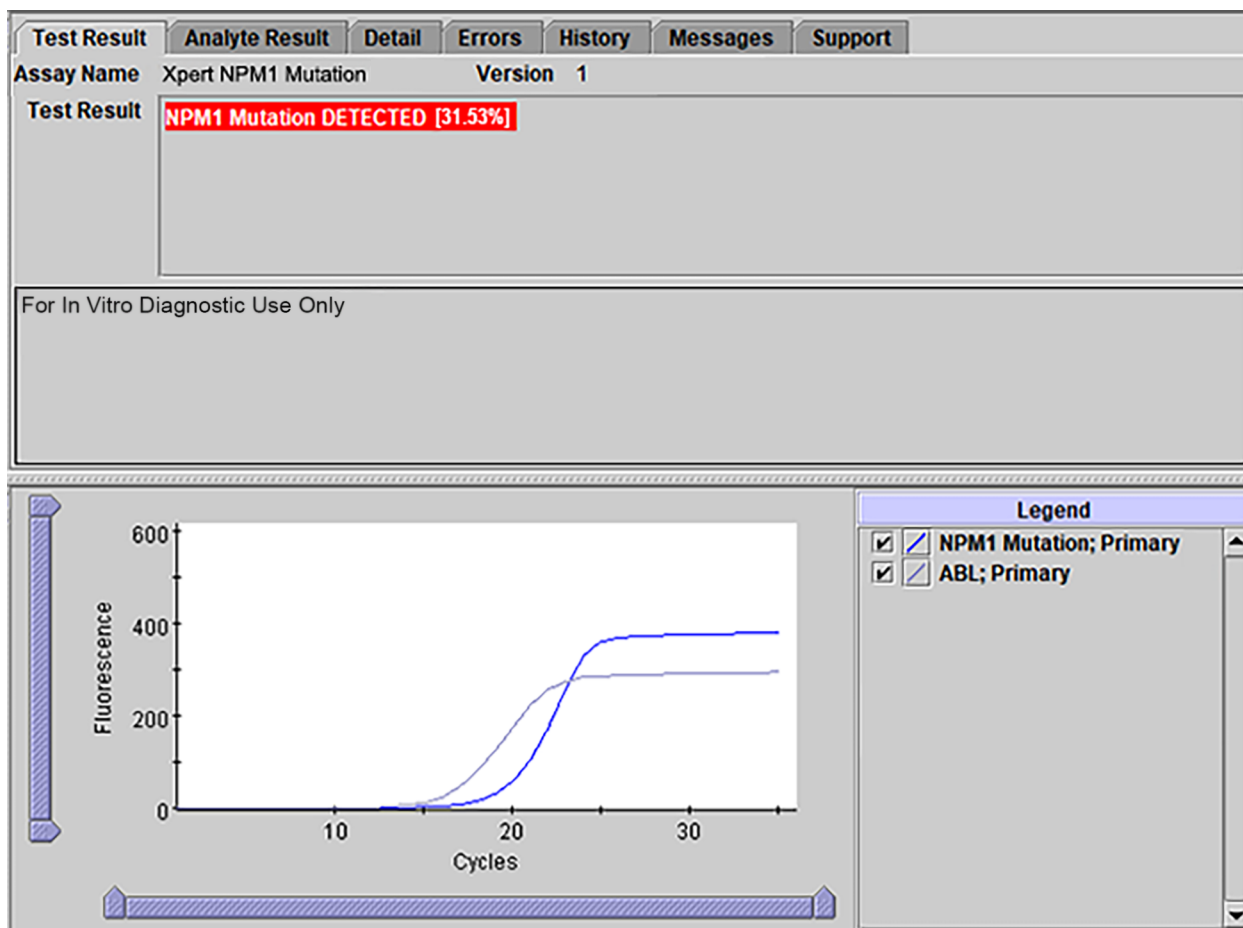 Test Result Analyte Result Detail Errors History Messages Support
Assay Name Xpert NPM1 Mutation Version 1
Test Result NPM1 Mutation DETECTED [31.53%]
For In Vitro Diagnostic Use Only
600
400
200
0
Fluorescence
10 20 30
Cycles
Legend
NPM1 Mutation; Primary
ABL; Primary